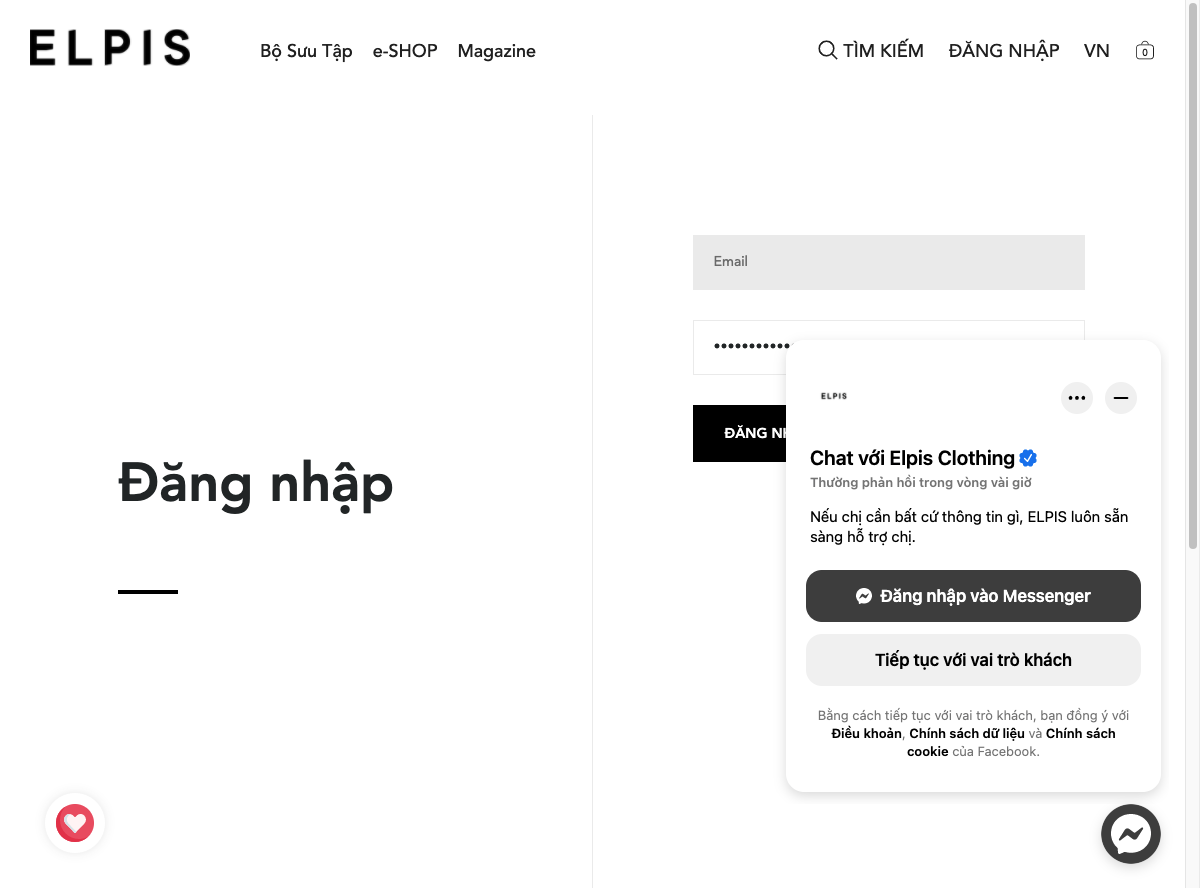 ELPIS
Bộ Sưu Tập e-SHOP Magazine
TÌM KIẾM ĐĂNG NHẬP VN 0
Đăng nhập
Email
ĐĂNG NH
ELPIS
Chat với Elpis Clothing
Thường phản hồi trong vòng vài giờ
Nếu chị cần bất cứ thông tin gì, ELPIS luôn sẵn
sàng hỗ trợ chị.
Đăng nhập vào Messenger
Tiếp tục với vai trò khách
Bằng cách tiếp tục với vai trò khách, bạn đồng ý với
Điều khoản, Chính sách dữ liệu và Chính sách
cookie của Facebook.